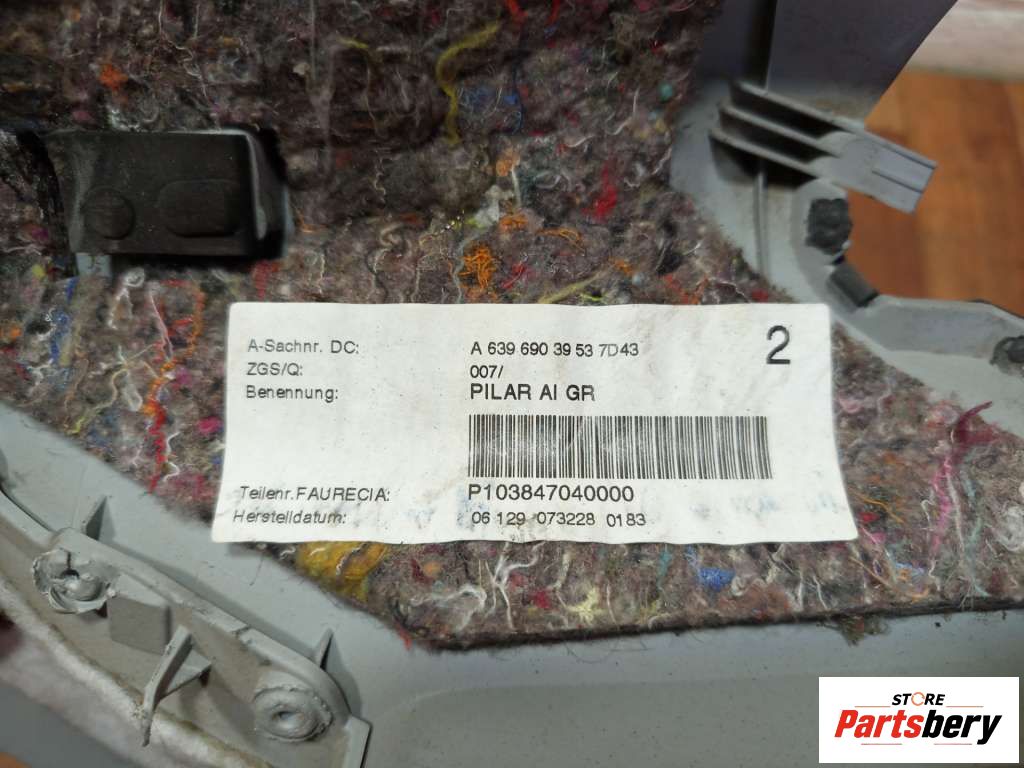 A-Sachnr. DC: A 639 690 39 53 7D43 2
ZGS/Q: 007/
Benennung: PILAR AI GR
Teilenr.FAURECIA: P103847040000
Herstelldatum: 06 129 073228 0183
STORE
Partsbery